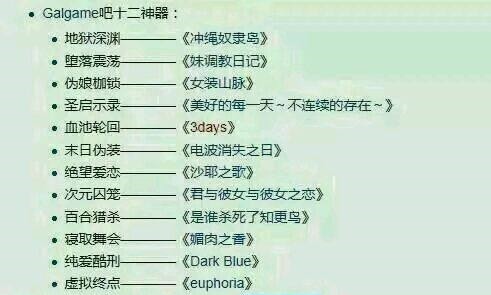 Galgame吧十二神器：
地狱深渊————《冲绳奴隶岛》
堕落震荡————《妹调教日记》
伪娘枷锁————《女装山脉》
圣启示录————《美好的每一天～不连续的存在～》
血池轮回————《3days》
末日伪装————《电波消失之日》
绝望爱恋————《沙耶之歌》
次元囚笼————《君与彼女与彼女之恋》
百合猎杀————《是谁杀死了知更鸟》
寝取舞会————《媚肉之香》
纯爱酷刑————《Dark Blue》
虚拟终点————《euphoria》